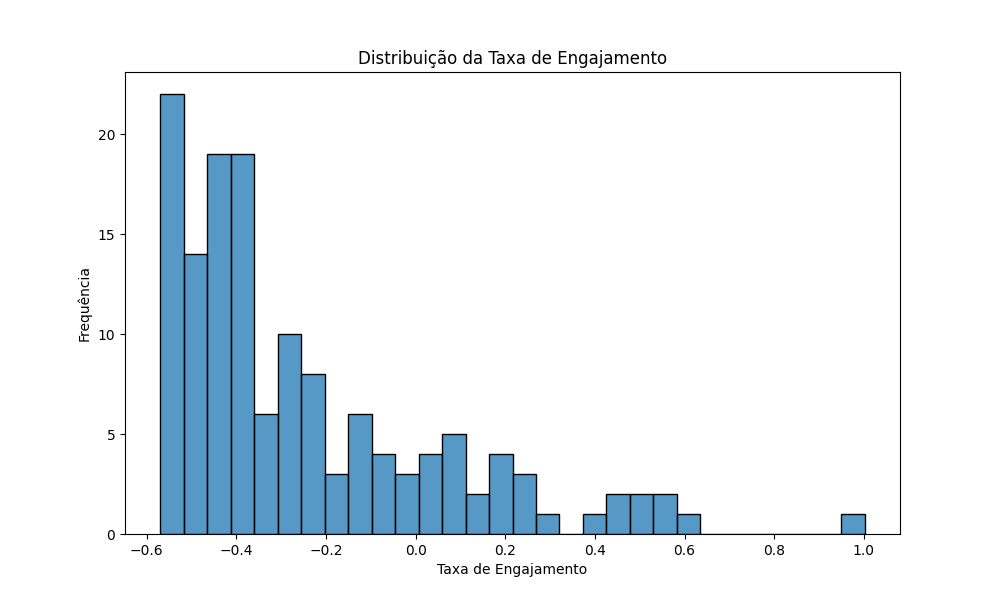 Distribuição da Taxa de Engajamento
Frequência
20
15
10
5
0
−0.6 −0.4 −0.2 0.0 0.2 0.4 0.6 0.8 1.0
Taxa de Engajamento